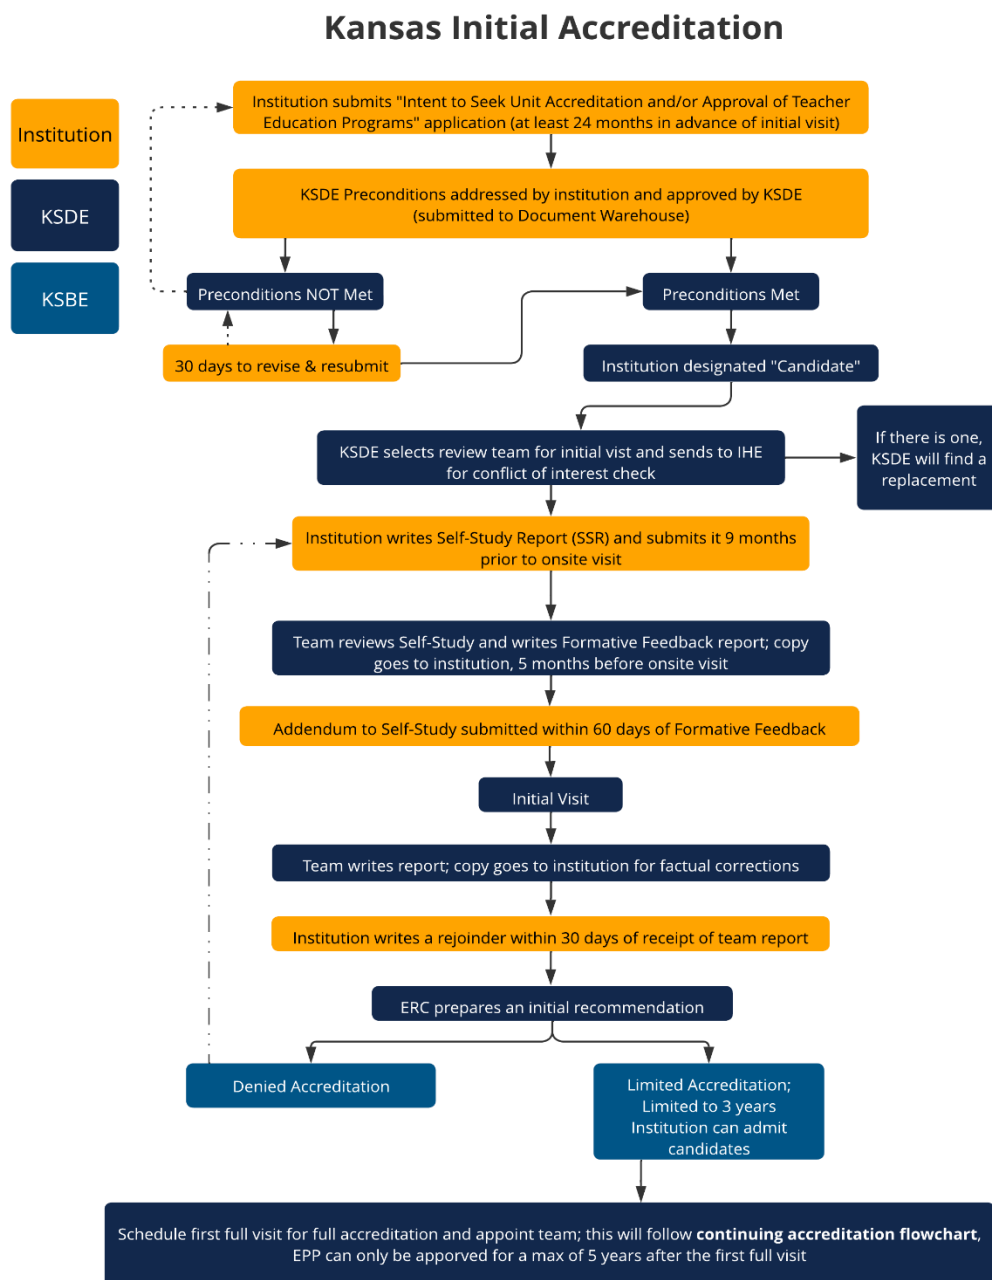 Kansas Initial Accreditation
Institution
KSDE
KSBE
Institution submits "Intent to Seek Unit Accreditation and/or Approval of Teacher
Education Programs" application (at least 24 months in advance of initial visit)
KSDE Preconditions addressed by institution and approved by KSDE
(submitted to Document Warehouse)
Preconditions NOT Met
Preconditions Met
30 days to revise & resubmit
Institution designated "Candidate"
KSDE selects review team for initial vist and sends to IHE
for conflict of interest check
If there is one,
KSDE will find a
replacement
Institution writes Self-Study Report (SSR) and submits it 9 months
prior to onsite visit
Team reviews Self-Study and writes Formative Feedback report; copy
goes to institution, 5 months before onsite visit
Addendum to Self-Study submitted within 60 days of Formative Feedback
Initial Visit
Team writes report; copy goes to institution for factual corrections
Institution writes a rejoinder within 30 days of receipt of team report
ERC prepares an initial recommendation
Denied Accreditation
Limited Accreditation;
Limited to 3 years
Institution can admit
candidates
Schedule first full visit for full accreditation and appoint team; this will follow continuing accreditation flowchart,
EPP can only be apporved for a max of 5 years after the first full visit